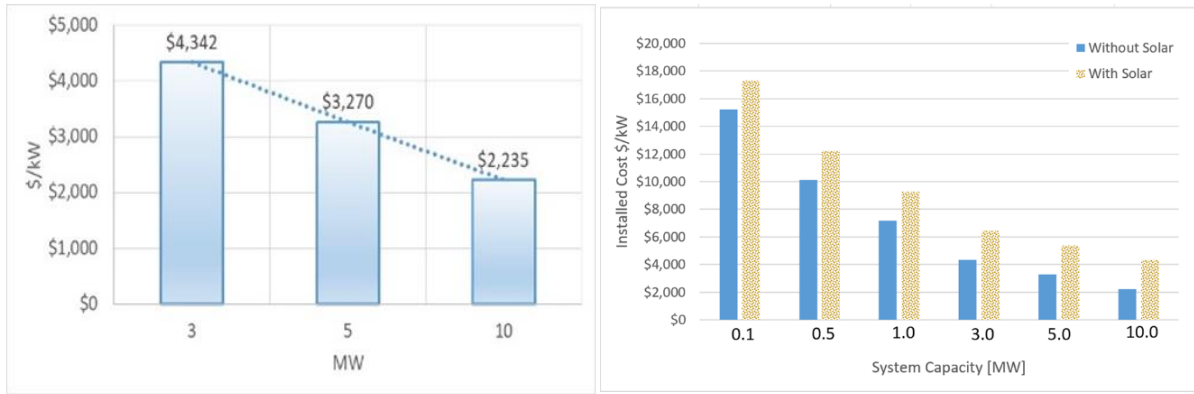 $5,000
$4,000
$3,000
$2,000
$1,000
$0
$/kW
$4,342
$3,270
$2,235
3 5 10
MW
$20,000
$18,000
$16,000
$14,000
$12,000
$10,000
$8,000
$6,000
$4,000
$2,000
$0
Installed Cost $/kW
Without Solar
With Solar
0.1 0.5 1.0 3.0 5.0 10.0
System Capacity [MW]